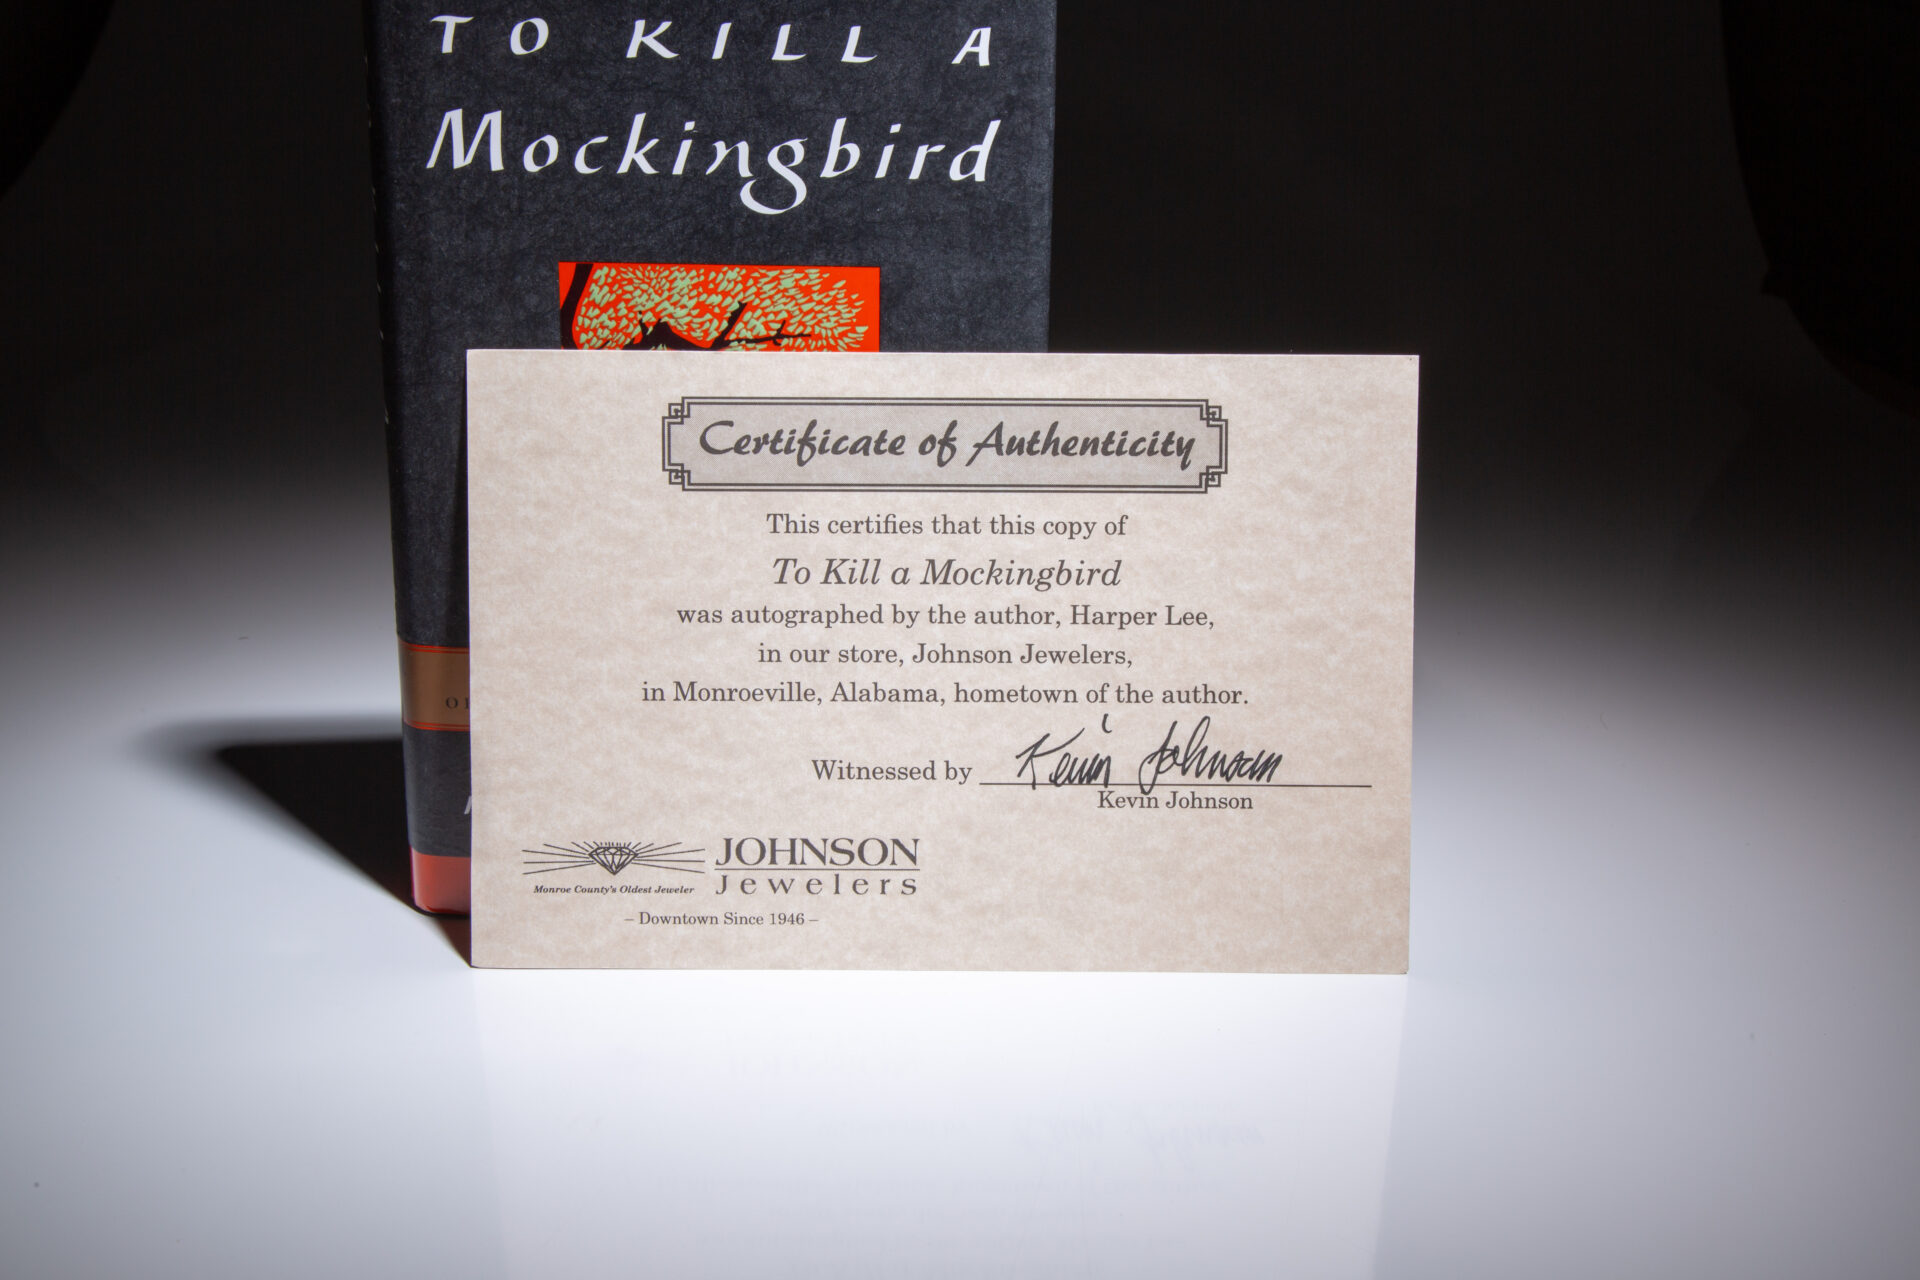 TO KILL A
Mockingbird
Certificate of Authenticity
This certifies that this copy of
To Kill a Mockingbird
was autographed by the author, Harper Lee,
in our store, Johnson Jewelers,
in Monroeville, Alabama, hometown of the author.
Witnessed by Kevin Johnson
Kevin Johnson
JOHNSON
Jewelers
Monroe County's Oldest Jeweler
– Downtown Since 1946 –